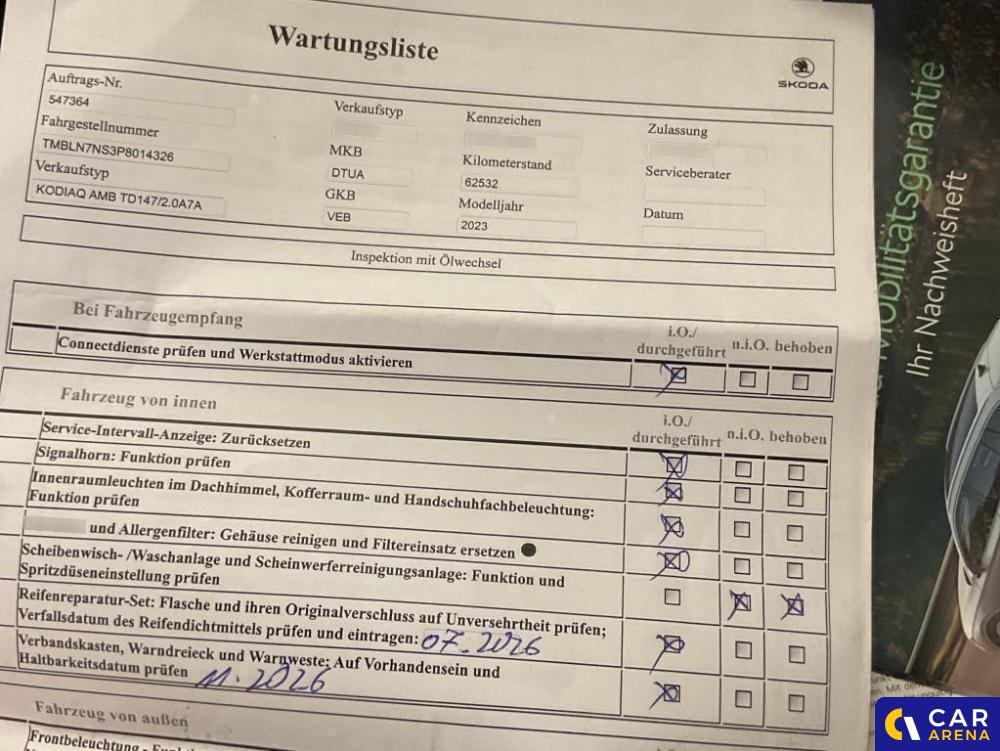 Wartungsliste
SKODA
Auftrags-Nr.
547364
Fahrgestellnummer
TMBLN7NS3P8014326
Verkaufstyp
KODIAQ AMB TD147/2.0A7A
Verkaufstyp
MKB
DTUA
GKB
VEB
Kennzeichen
Kilometerstand
62532
Modelljahr
2023
Zulassung
Serviceberater
Datum
Inspektion mit Ölwechsel
Bei Fahrzeugempfang
i.O./
durchgeführt n.i.O. behoben
Connectdienste prüfen und Werkstattmodus aktivieren
Fahrzeug von innen
i.O./
durchgeführt n.i.O. behoben
Service-Intervall-Anzeige: Zurücksetzen
Signalhorn: Funktion prüfen
Innenraumleuchten im Dachhimmel, Kofferraum- und Handschuhfachbeleuchtung:
Funktion prüfen
und Allergenfilter: Gehäuse reinigen und Filtereinsatz ersetzen
Scheibenwisch- /Waschanlage und Scheinwerferreinigungsanlage: Funktion und
Spritzdüseneinstellung prüfen
Reifenreparatur-Set: Flasche und ihren Originalverschluss auf Unversehrtheit prüfen;
Verfallsdatum des Reifendichtmittels prüfen und eintragen: 07.2026
Verbandskasten, Warndreieck und Warnweste: Auf Vorhandensein und
Haltbarkeitsdatum prüfen 11.2026
Fahrzeug von außen
Frontbeleuchtung -
Mobilitätsgarantie
Ihr Nachweisheft
CAR
ARENA